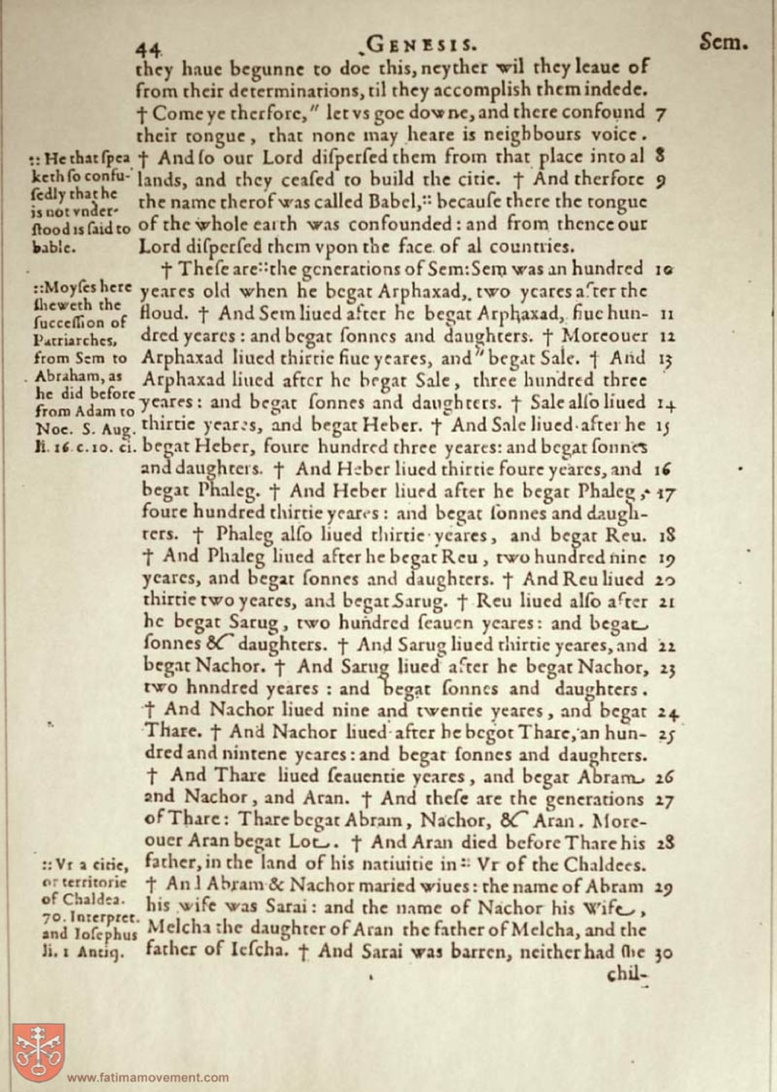 44 GENESIS. Sem.
they haue begunne to doe this, neyther wil they leaue of
from their determinations, til they accomplish them indede.
† Come ye therfore, " let vs goe downe, and there confound 7
their tongue, that none may heare is neighbours voice.
† And ſo our Lord diſperſed them from that place into al 8
lands, and they ceaſed to build the citie. † And therfore 9
the name therof was called Babel, :: becauſe there the tongue
of the whole earth was confounded: and from thence our
Lord diſperſed them vpon the face of al countries.
:: He that ſpea
keth ſo confu-
ſedly that he
is not vnder-
ſtood is ſaid to
bable.
† Theſe are :: the generations of Sem: Sem was an hundred 10
yeares old when he begat Arphaxad, two yeares after the
floud. † And Sem liued after he begat Arphaxad, fiue hun- 11
dred yeares: and begat ſonnes and daughters. † Moreouer 12
Arphaxad liued thirtie fiue yeares, and " begat Sale. † And 13
Arphaxad liued after he begat Sale, three hundred three
yeares: and begat ſonnes and daughters. † Sale alſo liued 14
thirtie yeares, and begat Heber. † And Sale liued after he 15
begat Heber, foure hundred three yeares: and begat ſonnes
and daughters. † And Heber liued thirtie foure yeares, and 16
begat Phaleg. † And Heber liued after he begat Phaleg, 17
foure hundred thirtie yeares: and begat ſonnes and daugh-
ters. † Phaleg alſo liued thirtie yeares, and begat Reu. 18
† And Phaleg liued after he begat Reu, two hundred nine 19
yeares, and begat ſonnes and daughters. † And Reu liued 20
thirtie two yeares, and begat Sarug. † Reu liued alſo after 21
he begat Sarug, two hundred ſeauen yeares: and begat
ſonnes & daughters. † And Sarug liued thirtie yeares, and 22
begat Nachor. † And Sarug liued after he begat Nachor, 23
two hnndred yeares: and begat ſonnes and daughters.
† And Nachor liued nine and twentie yeares, and begat 24
Thare. † And Nachor liued after he begot Thare, an hun- 25
dred and nintene yeares: and begat ſonnes and daughters.
† And Thare liued ſeauentie yeares, and begat Abram 26
and Nachor, and Aran. † And theſe are the generations 27
of Thare: Thare begat Abram, Nachor, & Aran. More-
ouer Aran begat Lot. † And Aran died before Thare his 28
father, in the land of his natiuitie in :: Vr of the Chaldees.
† And Abram & Nachor maried wiues: the name of Abram 29
his wife was Sarai: and the name of Nachor his Wife,
Melcha the daughter of Aran the father of Melcha, and the
father of Ieſcha. † And Sarai was barren, neither had ſhe 30
chil-
:: Moyſes here
ſheweth the
ſucceſſion of
Patriarches,
from Sem to
Abraham, as
he did before
from Adam to
Noe. S. Aug.
li. 16 c. 10. ci.
:: Vr a citie,
or territorie
of Chaldea.
70. Interpret.
and Ioſephus
li. 1 Antiq.
www.fatimamovement.com